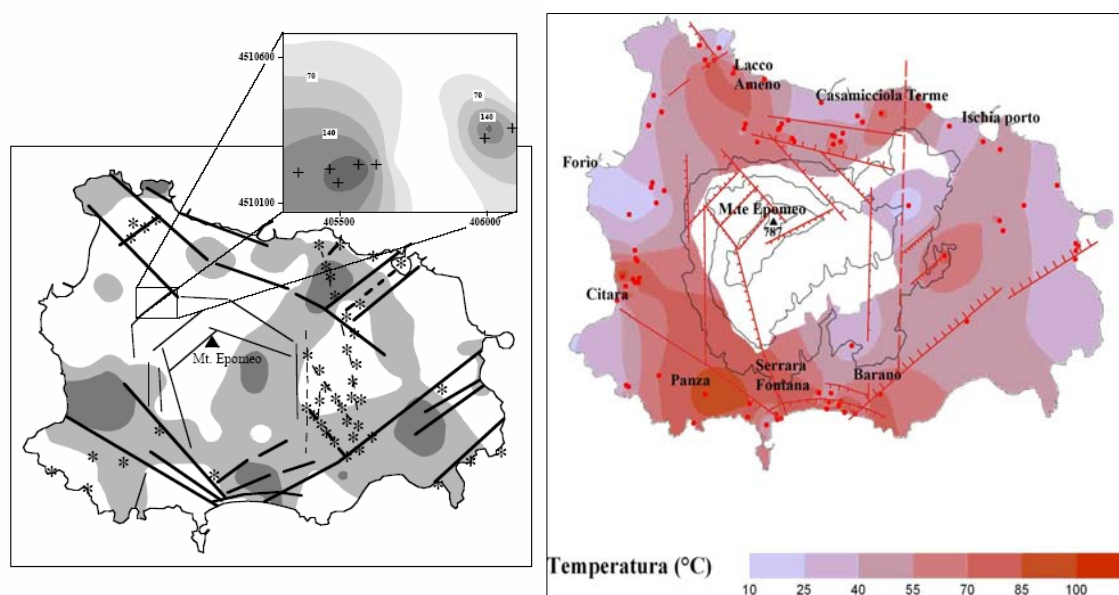 4510600
70
70
140
140
4510100
405500
406000
Mt. Epomeo
Lacco
Ameno
Casamicciola Terme
Ischia porto
Forio
M.te Epomeo
787
Citara
Panza
Serrara
Fontana
Barano
Temperatura (°C)
10 25 40 55 70 85 100